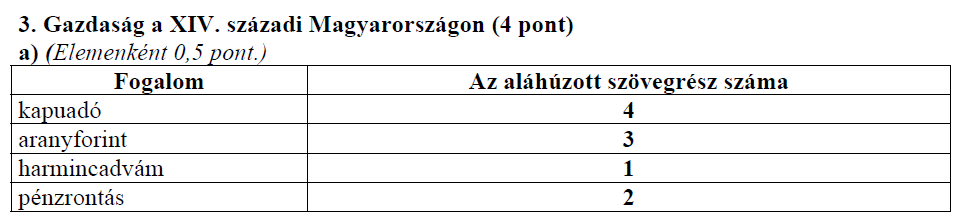 3. Gazdaság a XIV. századi Magyarországon (4 pont)
a) (Elemenként 0,5 pont.)
Fogalom Az aláhúzott szövegrész száma
kapuadó 4
aranyforint 3
harmincadvám 1
pénzrontás 2